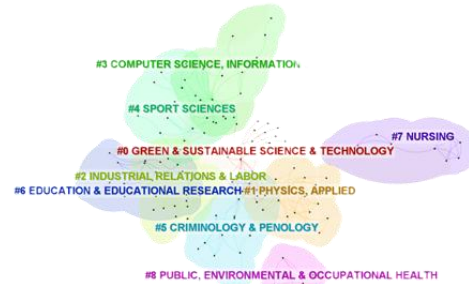 #3 COMPUTER SCIENCE, INFORMATION
#4 SPORT SCIENCES
#7 NURSING
#0 GREEN & SUSTAINABLE SCIENCE & TECHNOLOGY
#2 INDUSTRIAL RELATIONS & LABOR
#6 EDUCATION & EDUCATIONAL RESEARCH
#1 PHYSICS, APPLIED
#5 CRIMINOLOGY & PENOLOGY
#8 PUBLIC, ENVIRONMENTAL & OCCUPATIONAL HEALTH